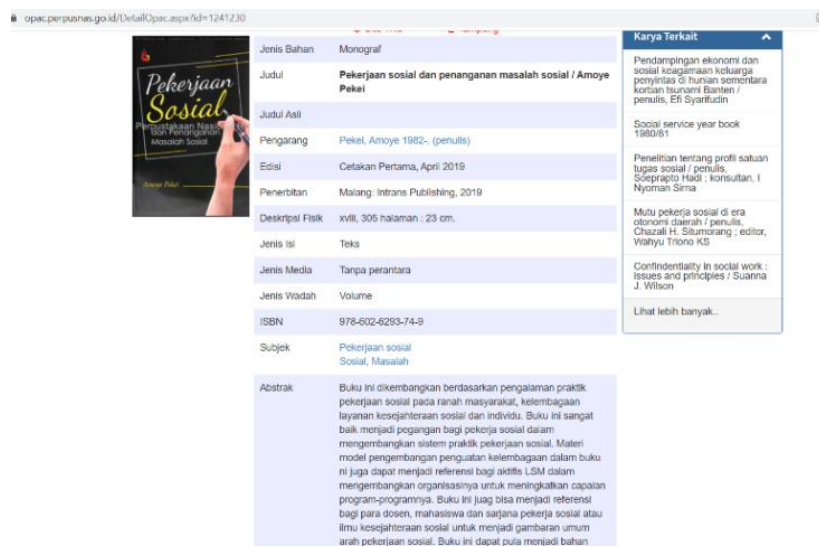 opac.perpusnas.go.id/DetailOpac.aspx?id=1241230
Pekerjaan
Sosial
Perpustakaan Nasio
dan Penanganan
Masalah Sosial
Amoye Pekei
Jenis Bahan Monograf
Judul Pekerjaan sosial dan penanganan masalah sosial / Amoye
Pekei
Judul Asli
Pengarang Pekei, Amoye 1982-, (penulis)
Edisi Cetakan Pertama, April 2019
Penerbitan Malang: Intrans Publishing, 2019
Deskripsi Fisik xviii, 305 halaman : 23 cm.
Jenis Isi Teks
Jenis Media Tanpa perantara
Jenis Wadah Volume
ISBN 978-602-6293-74-9
Subjek Pekerjaan sosial
Sosial, Masalah
Abstrak Buku ini dikembangkan berdasarkan pengalaman praktik
pekerjaan sosial pada ranah masyarakat, kelembagaan
layanan kesejahteraan sosial dan individu. Buku ini sangat
baik menjadi pegangan bagi pekerja sosial dalam
mengembangkan sistem praktik pekerjaan sosial. Materi
model pengembangan penguatan kelembagaan dalam buku
ni juga dapat menjadi referensi bagi aktifis LSM dalam
mengembangkan organisasinya untuk meningkatkan capaian
program-programnya. Buku ini juag bisa menjadi referensi
bagi para dosen, mahasiswa dan sarjana pekerja sosial atau
ilmu kesejahteraan sosial untuk menjadi gambaran umum
arah pekerjaan sosial. Buku ini dapat pula menjadi bahan
Karya Terkait
Pendampingan ekonomi dan
sosial keagamaan keluarga
penyintas di hunian sementara
korban tsunami Banten /
penulis, Efi Syarifudin
Social service year book
1980/81
Penelitian tentang profil satuan
tugas sosial / penulis,
Soeprapto Hadi ; konsultan, I
Nyoman Sirna
Mutu pekerja sosial di era
otonomi daerah / penulis,
Chazali H. Situmorang ; editor,
Wahyu Triono KS
Confindentiality in social work :
issues and principles / Suanna
J. Wilson
Lihat lebih banyak..